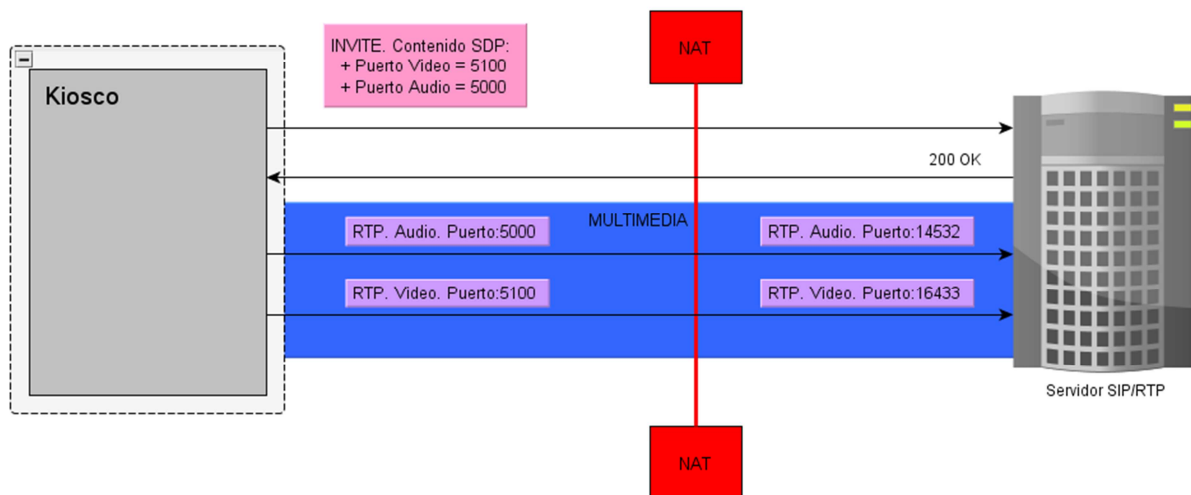 INVITE. Contenido SDP:
+ Puerto Video = 5100
+ Puerto Audio = 5000
NAT
Kiosco
200 OK
MULTIMEDIA
RTP. Audio. Puerto:5000
RTP. Audio. Puerto:14532
RTP. Video. Puerto:5100
RTP. Video. Puerto:16433
Servidor SIP/RTP
NAT